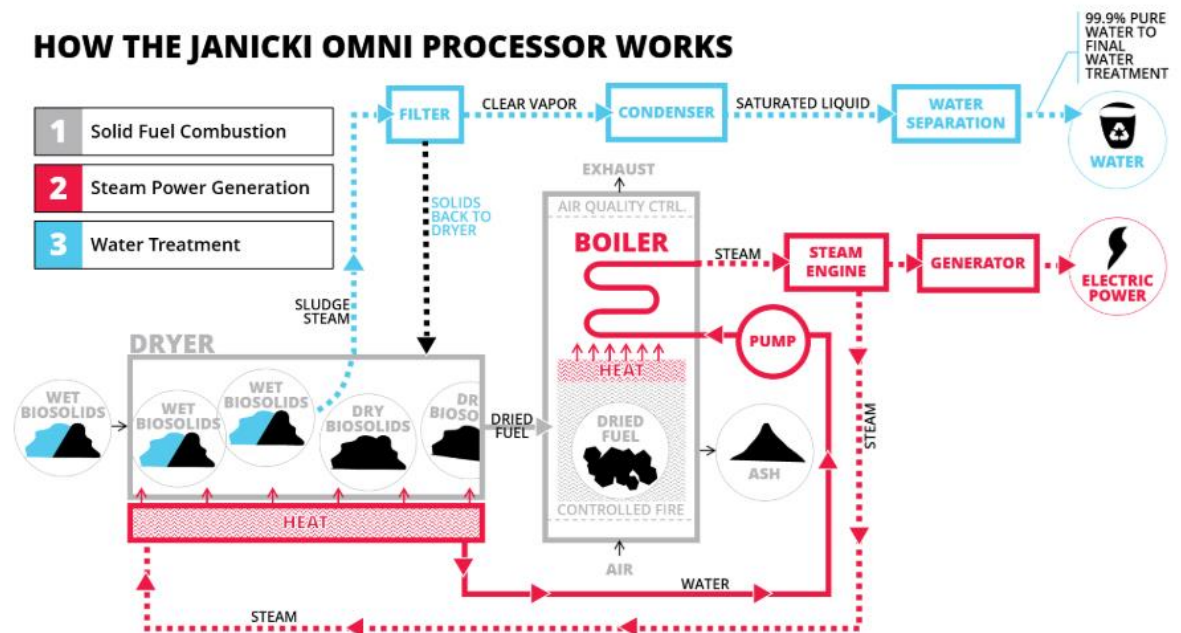 HOW THE JANICKI OMNI PROCESSOR WORKS
99.9% PURE
WATER TO
FINAL
WATER
TREATMENT
1 Solid Fuel Combustion
2 Steam Power Generation
3 Water Treatment
FILTER
CLEAR VAPOR
CONDENSER
SATURATED LIQUID
WATER
SEPARATION
WATER
SOLIDS
BACK TO
DRYER
SLUDGE
STEAM
EXHAUST
AIR QUALITY CTRL.
BOILER
STEAM
STEAM
ENGINE
GENERATOR
ELECTRIC
POWER
PUMP
HEAT
DRIED
FUEL
CONTROLLED FIRE
AIR
ASH
STEAM
DRYER
WET
BIOSOLIDS
WET
BIOSOLIDS
WET
BIOSOLIDS
DRY
BIOSOLIDS
DR
BIOSO
DRIED
FUEL
HEAT
WATER
STEAM